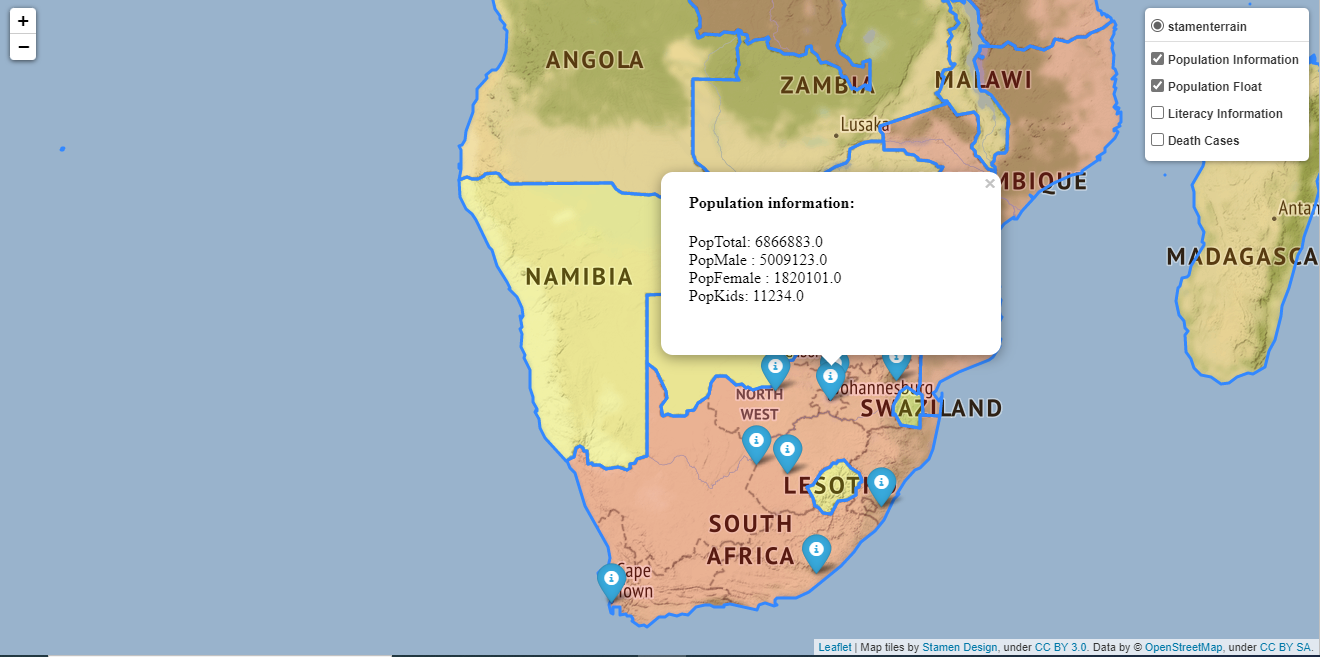 +
−
stamenterrain
Population Information
Population Float
Literacy Information
Death Cases
ANGOLA
ZAMBIA
MALAWI
Lusaka
MBIQUE
Antan
MADAGASCA
NAMIBIA
×
Population information:
PopTotal: 6866883.0
PopMale : 5009123.0
PopFemale : 1820101.0
PopKids: 11234.0
Johannesburg
NORTH
WEST
SWAZILAND
SOUTH
AFRICA
Cape
Town
Leaflet | Map tiles by Stamen Design, under CC BY 3.0. Data by © OpenStreetMap, under CC BY SA.